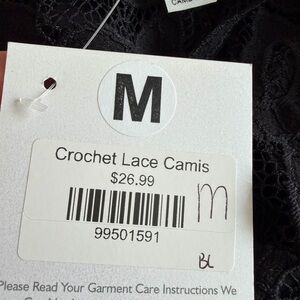 M
Crochet Lace Camis
$26.99
m
99501591
BL
Please Read Your Garment Care Instructions We